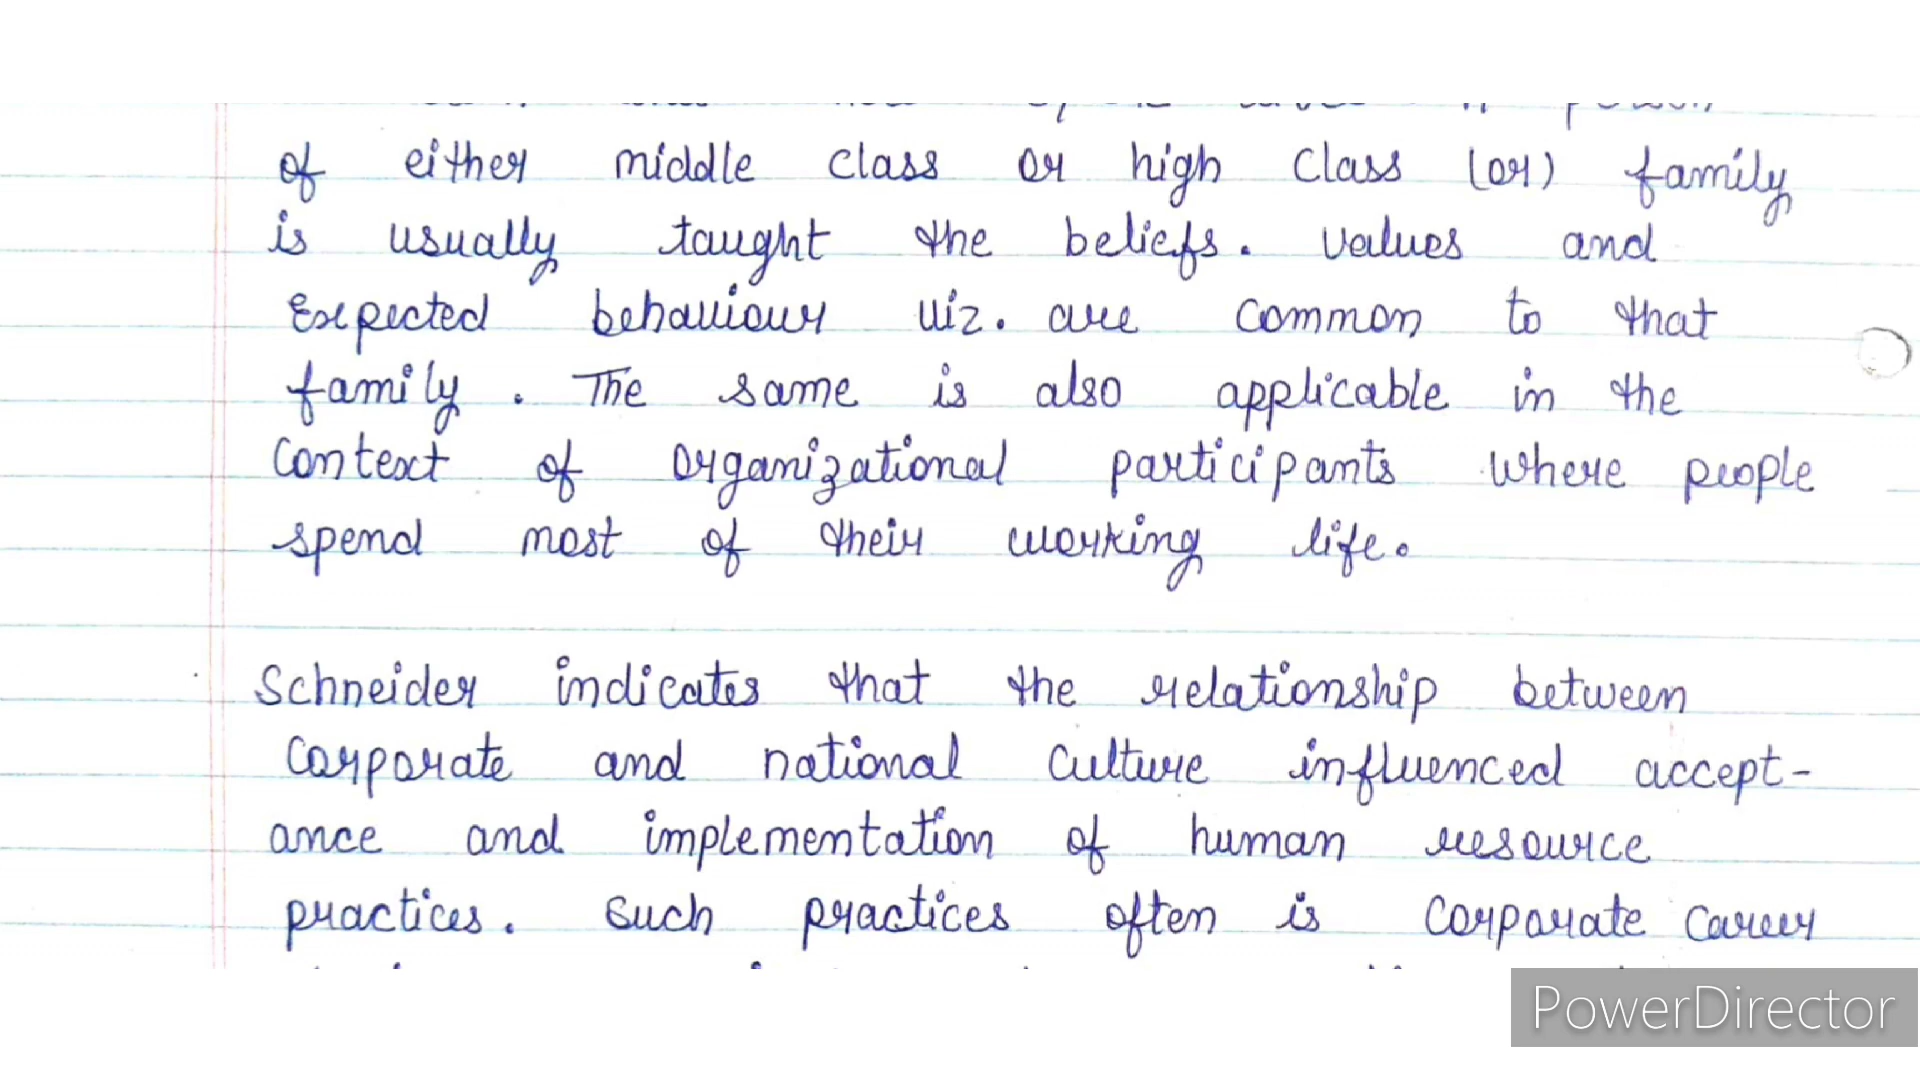 of either middle class or high class (or) family
is usually taught the beliefs. values and
Expected behaviour viz. are common to that
family. The same is also applicable in the
context of organizational participants where people
spend most of their working life.
Schneider indicates that the relationship between
corporate and national culture influenced accept-
ance and implementation of human resource
practices. Such practices often is corporate career
PowerDirector